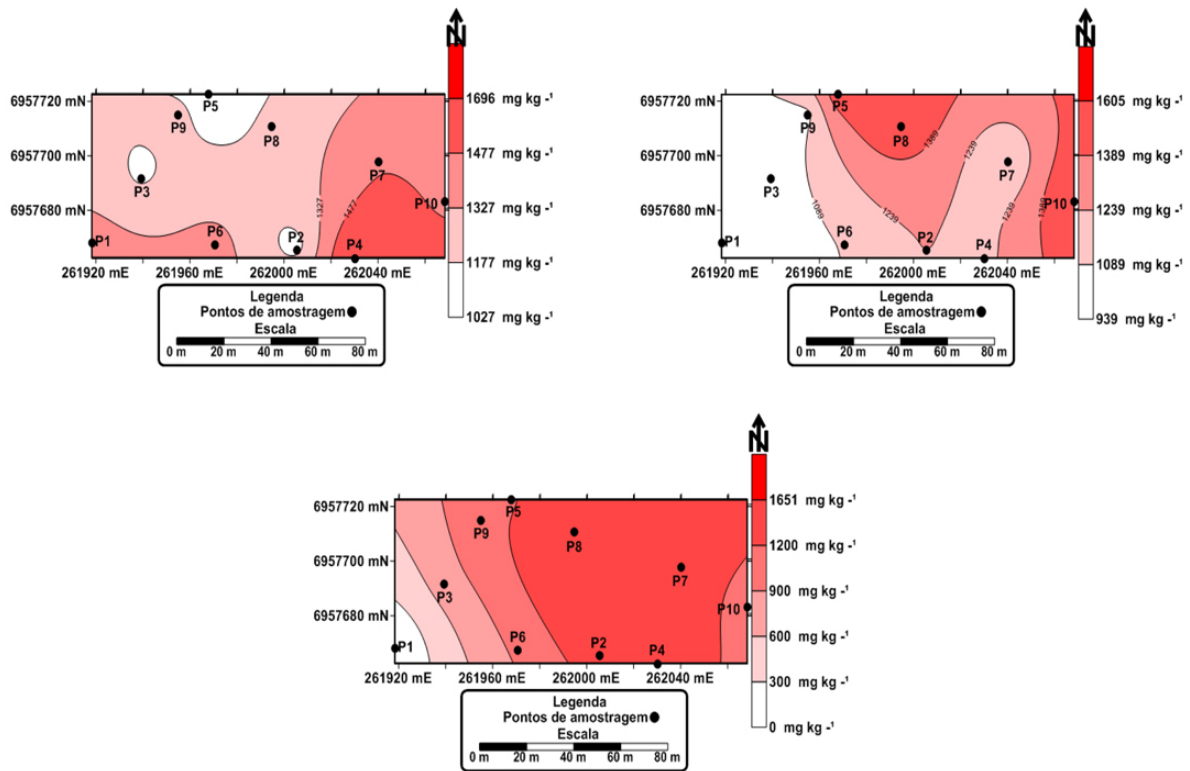 N
6957720 mN
6957700 mN
6957680 mN
P5
P9
P8
P3
P7
P10
P1
P6
P2
P4
1327
1477
261920 mE 261960 mE 262000 mE 262040 mE
1696 mg kg -1
1477 mg kg -1
1327 mg kg -1
1177 mg kg -1
1027 mg kg -1
Legenda
Pontos de amostragem
Escala
0 m 20 m 40 m 60 m 80 m
N
6957720 mN
6957700 mN
6957680 mN
P5
P9
P8
P3
P7
P10
P1
P6
P2
P4
1089
1239
1389
1239
1239
1389
261920 mE 261960 mE 262000 mE 262040 mE
1605 mg kg -1
1389 mg kg -1
1239 mg kg -1
1089 mg kg -1
939 mg kg -1
Legenda
Pontos de amostragem
Escala
0 m 20 m 40 m 60 m 80 m
N
6957720 mN
6957700 mN
6957680 mN
P5
P9
P8
P3
P7
P10
P1
P6
P2
P4
261920 mE 261960 mE 262000 mE 262040 mE
1651 mg kg -1
1200 mg kg -1
900 mg kg -1
600 mg kg -1
300 mg kg -1
0 mg kg -1
Legenda
Pontos de amostragem
Escala
0 m 20 m 40 m 60 m 80 m